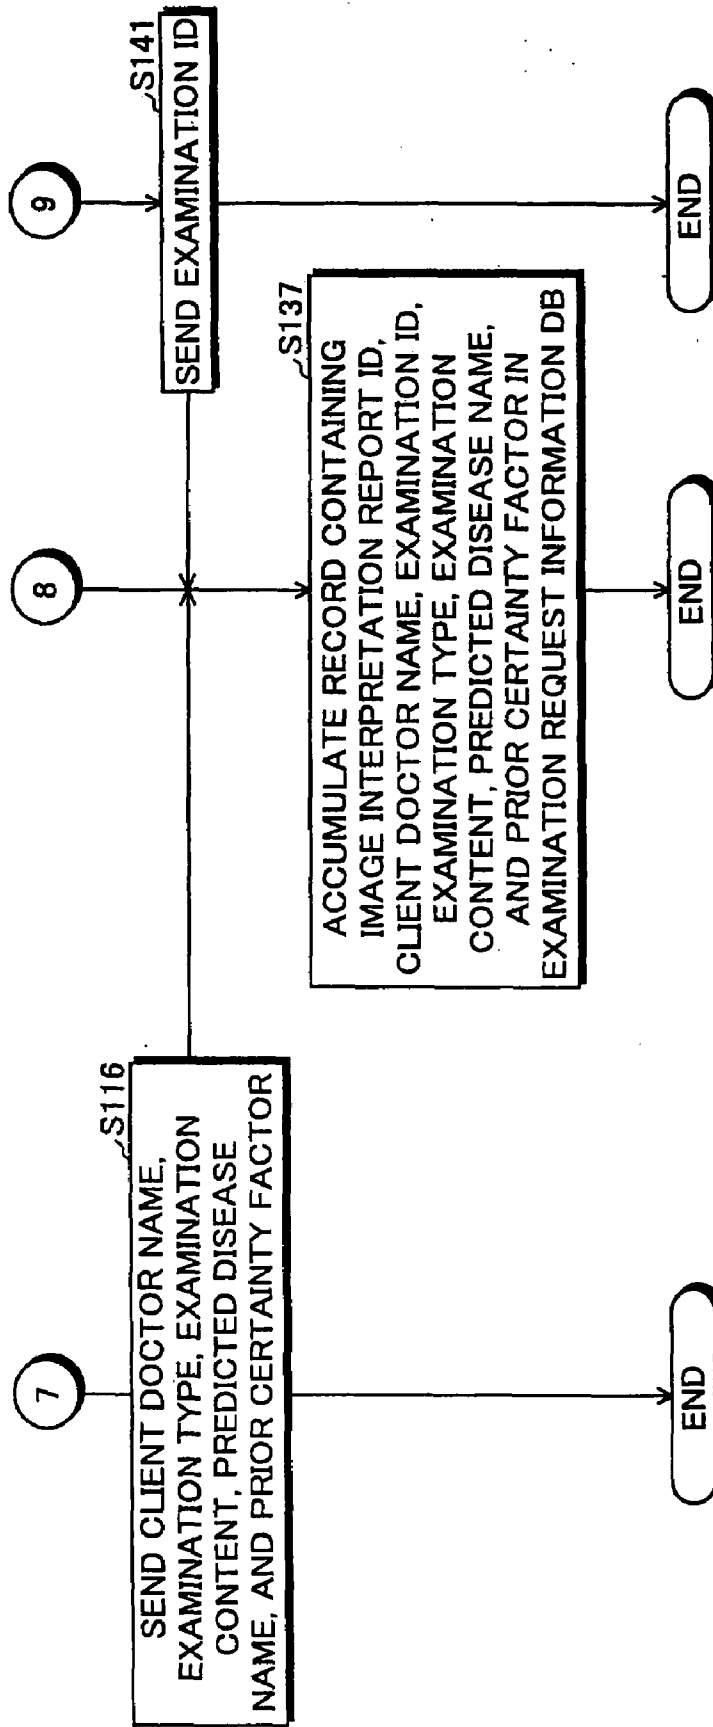 7
S116
SEND CLIENT DOCTOR NAME,
EXAMINATION TYPE, EXAMINATION
CONTENT, PREDICTED DISEASE
NAME, AND PRIOR CERTAINTY FACTOR
END
8
S137
ACCUMULATE RECORD CONTAINING
IMAGE INTERPRETATION REPORT ID,
CLIENT DOCTOR NAME, EXAMINATION ID,
EXAMINATION TYPE, EXAMINATION
CONTENT, PREDICTED DISEASE NAME,
AND PRIOR CERTAINTY FACTOR IN
EXAMINATION REQUEST INFORMATION DB
END
9
S141
SEND EXAMINATION ID
END